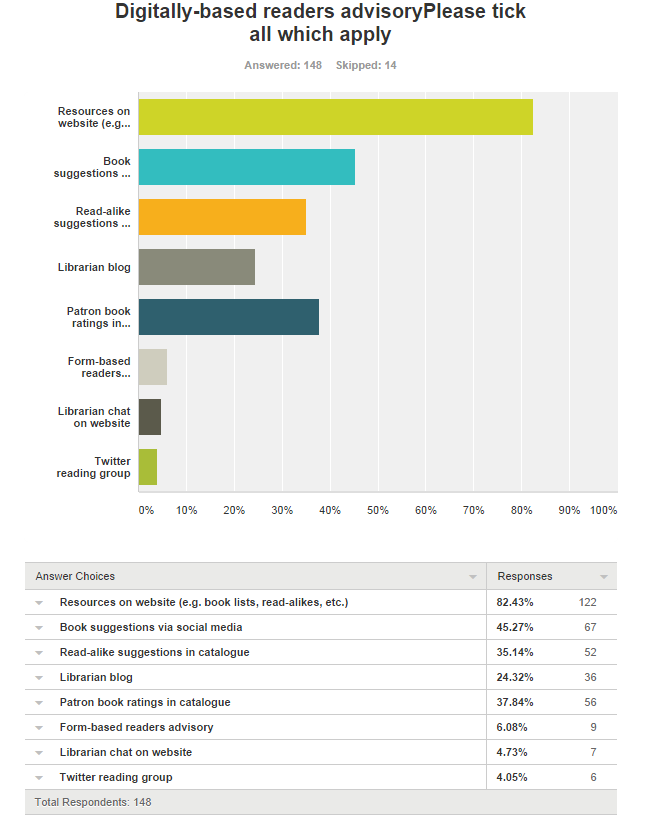 Digitally-based readers advisoryPlease tick
all which apply
Answered: 148 Skipped: 14
Resources on
website (e.g...
Book
suggestions ...
Read-alike
suggestions ...
Librarian blog
Patron book
ratings in...
Form-based
readers...
Librarian chat
on website
Twitter
reading group
0% 10% 20% 30% 40% 50% 60% 70% 80% 90% 100%
Answer Choices Responses
Resources on website (e.g. book lists, read-alikes, etc.) 82.43% 122
Book suggestions via social media 45.27% 67
Read-alike suggestions in catalogue 35.14% 52
Librarian blog 24.32% 36
Patron book ratings in catalogue 37.84% 56
Form-based readers advisory 6.08% 9
Librarian chat on website 4.73% 7
Twitter reading group 4.05% 6
Total Respondents: 148